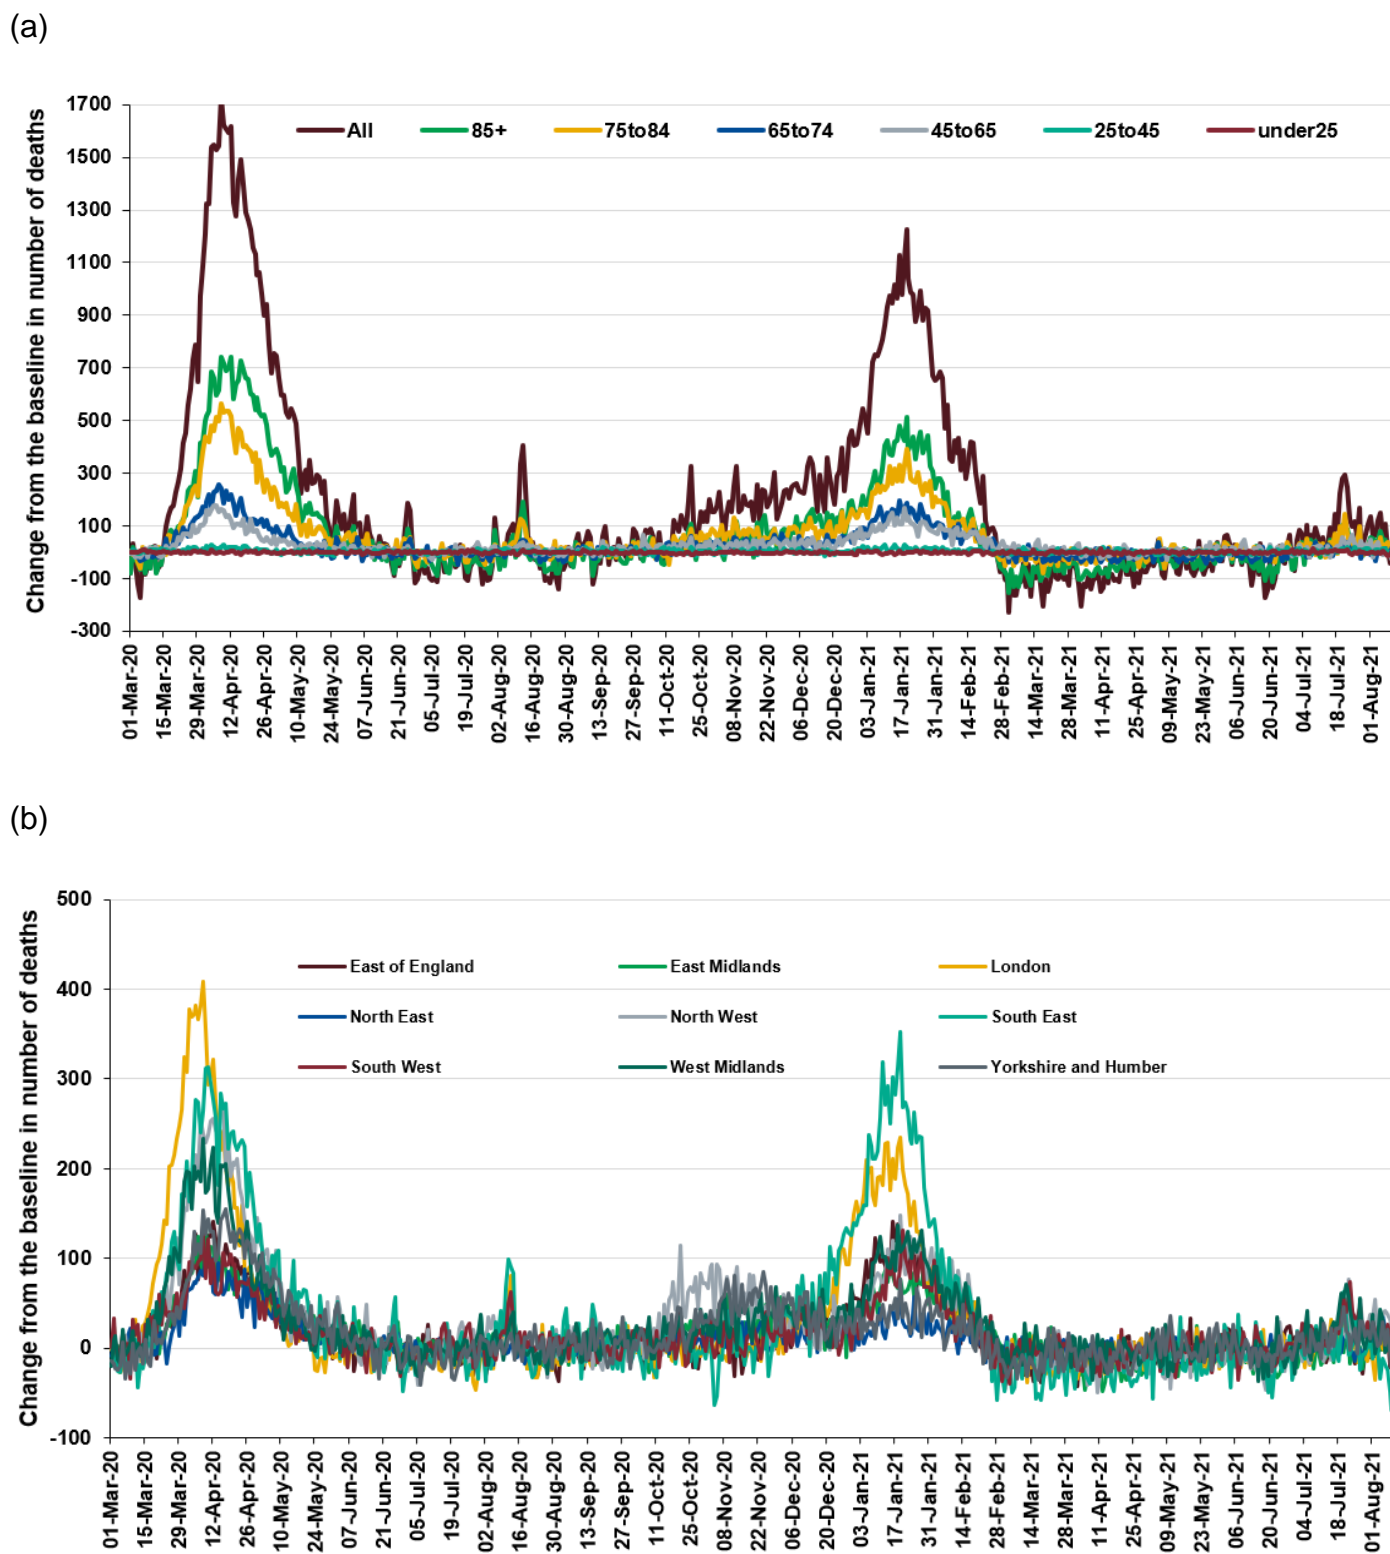 (a)
Change from the baseline in number of deaths
1700
1500
1300
1100
900
700
500
300
100
-100
-300
All 85+ 75to84 65to74 45to65 25to45 under25
01-Mar-20 15-Mar-20 29-Mar-20 12-Apr-20 26-Apr-20 10-May-20 24-May-20 07-Jun-20 21-Jun-20 05-Jul-20 19-Jul-20 02-Aug-20 16-Aug-20 30-Aug-20 13-Sep-20 27-Sep-20 11-Oct-20 25-Oct-20 08-Nov-20 22-Nov-20 06-Dec-20 20-Dec-20 03-Jan-21 17-Jan-21 31-Jan-21 14-Feb-21 28-Feb-21 14-Mar-21 28-Mar-21 11-Apr-21 25-Apr-21 09-May-21 23-May-21 06-Jun-21 20-Jun-21 04-Jul-21 18-Jul-21 01-Aug-21
(b)
Change from the baseline in number of deaths
500
400
300
200
100
0
-100
East of England East Midlands London
North East North West South East
South West West Midlands Yorkshire and Humber
01-Mar-20 15-Mar-20 29-Mar-20 12-Apr-20 26-Apr-20 10-May-20 24-May-20 07-Jun-20 21-Jun-20 05-Jul-20 19-Jul-20 02-Aug-20 16-Aug-20 30-Aug-20 13-Sep-20 27-Sep-20 11-Oct-20 25-Oct-20 08-Nov-20 22-Nov-20 06-Dec-20 20-Dec-20 03-Jan-21 17-Jan-21 31-Jan-21 14-Feb-21 28-Feb-21 14-Mar-21 28-Mar-21 11-Apr-21 25-Apr-21 09-May-21 23-May-21 06-Jun-21 20-Jun-21 04-Jul-21 18-Jul-21 01-Aug-21